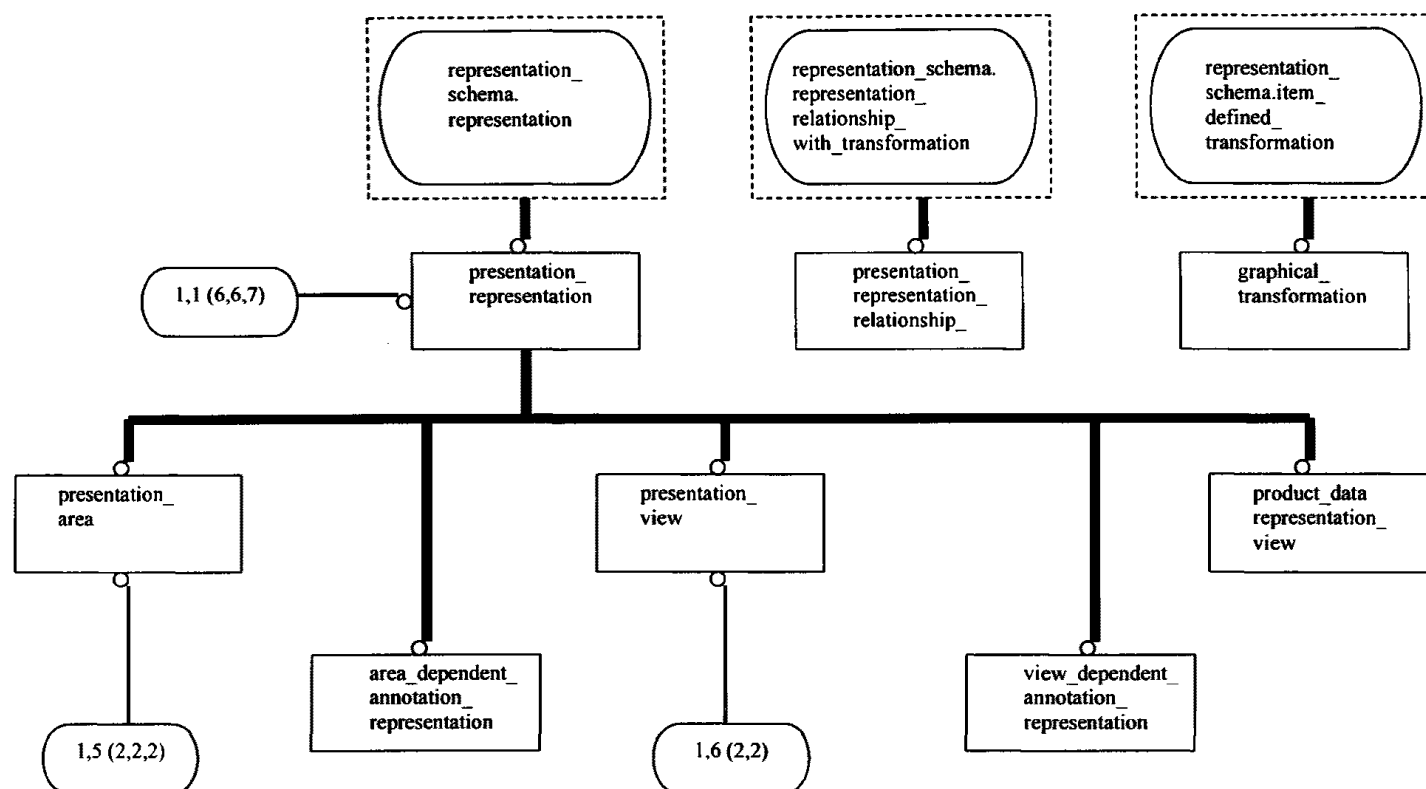 representation_
schema.
representation
representation_schema.
representation_
relationship_
with_transformation
representation_
schema.item_
defined_
transformation
1,1 (6,6,7)
presentation_
representation
presentation_
representation_
relationship_
graphical_
transformation
presentation_
area
presentation_
view
product_data
representation_
view
area_dependent_
annotation_
representation
view_dependent_
annotation_
representation
1,5 (2,2,2)
1,6 (2,2)